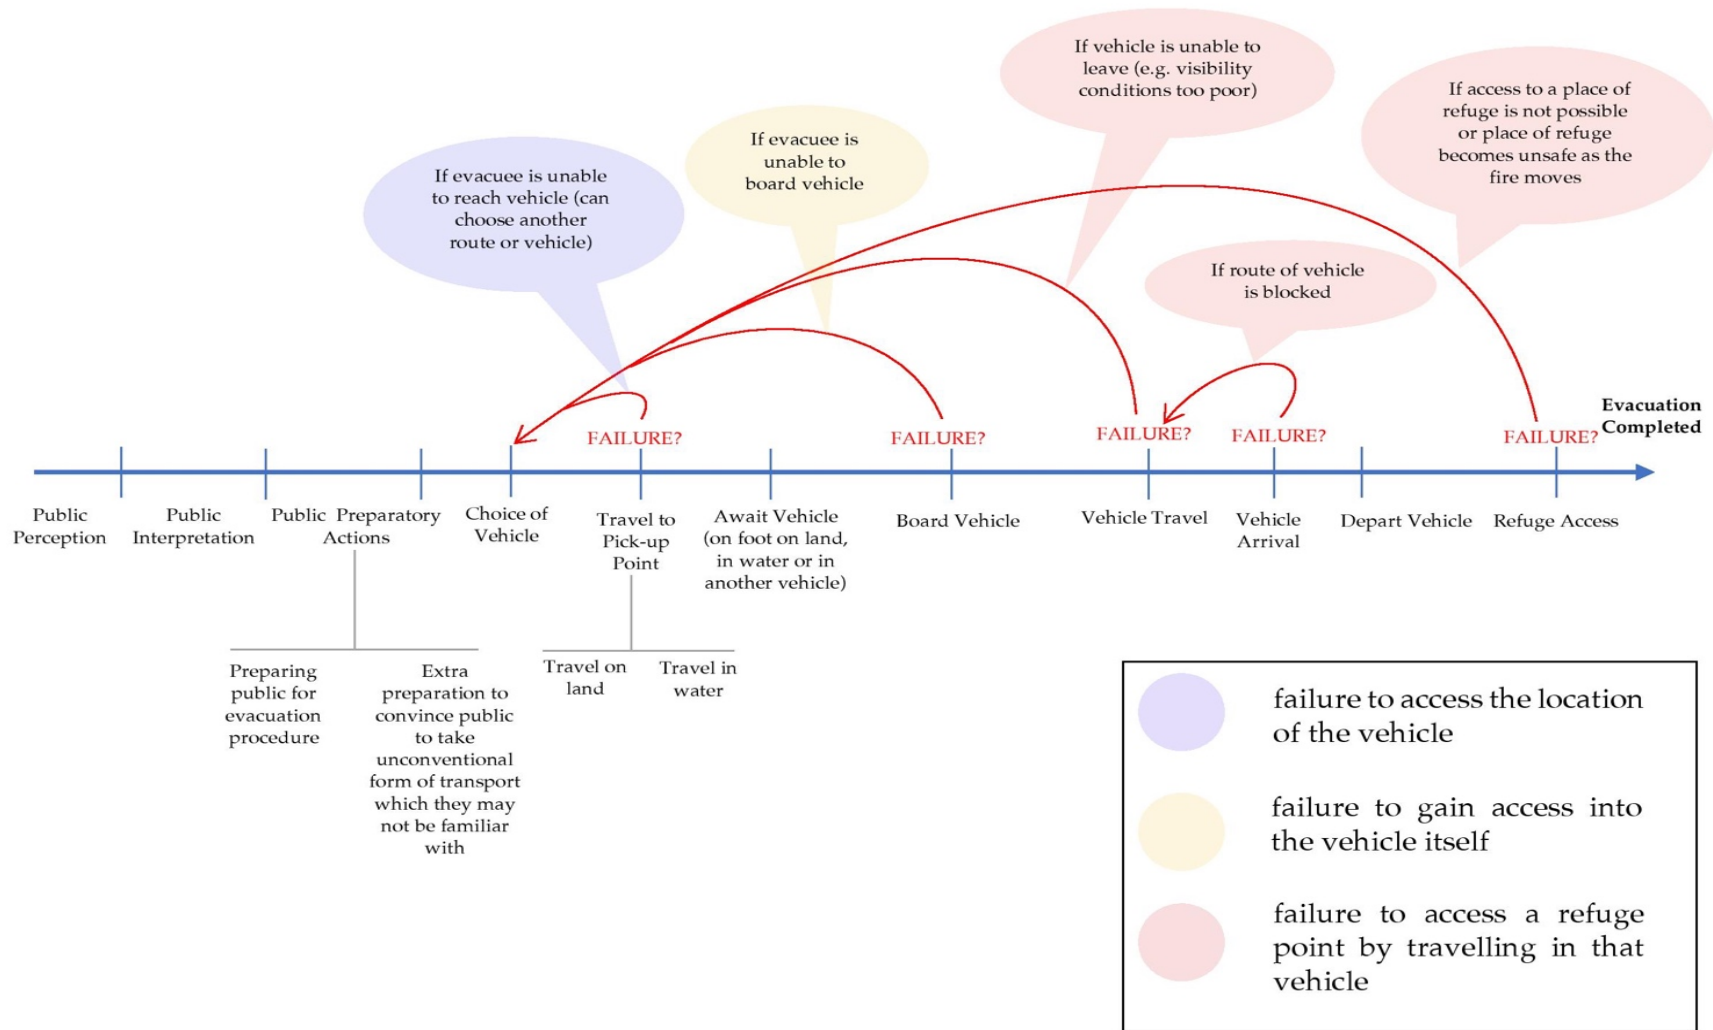 If vehicle is unable to
leave (e.g. visibility
conditions too poor)
If access to a place of
refuge is not possible
or place of refuge
becomes unsafe as the
fire moves
If evacuee is
unable to
board vehicle
If evacuee is unable
to reach vehicle (can
choose another
route or vehicle)
If route of vehicle
is blocked
Evacuation
Completed
FAILURE?
FAILURE?
FAILURE?
FAILURE?
FAILURE?
Public
Perception
Public
Interpretation
Public Preparatory
Actions
Choice of
Vehicle
Travel to
Pick-up
Point
Await Vehicle
(on foot on land,
in water or in
another vehicle)
Board Vehicle
Vehicle Travel
Vehicle
Arrival
Depart Vehicle
Refuge Access
Preparing
public for
evacuation
procedure
Extra
preparation to
convince public
to take
unconventional
form of transport
which they may
not be familiar
with
Travel on
land
Travel in
water
failure to access the location
of the vehicle
failure to gain access into
the vehicle itself
failure to access a refuge
point by travelling in that
vehicle